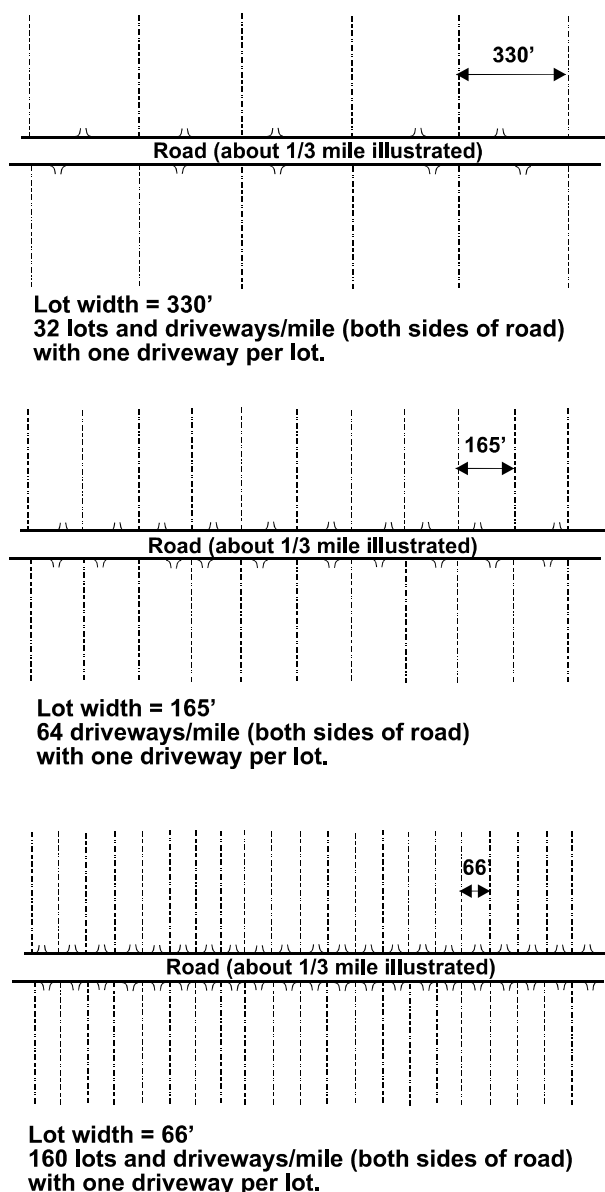 330'
Road (about 1/3 mile illustrated)
Lot width = 330'
32 lots and driveways/mile (both sides of road)
with one driveway per lot.
165'
Road (about 1/3 mile illustrated)
Lot width = 165'
64 driveways/mile (both sides of road)
with one driveway per lot.
66'
Road (about 1/3 mile illustrated)
Lot width = 66'
160 lots and driveways/mile (both sides of road)
with one driveway per lot.